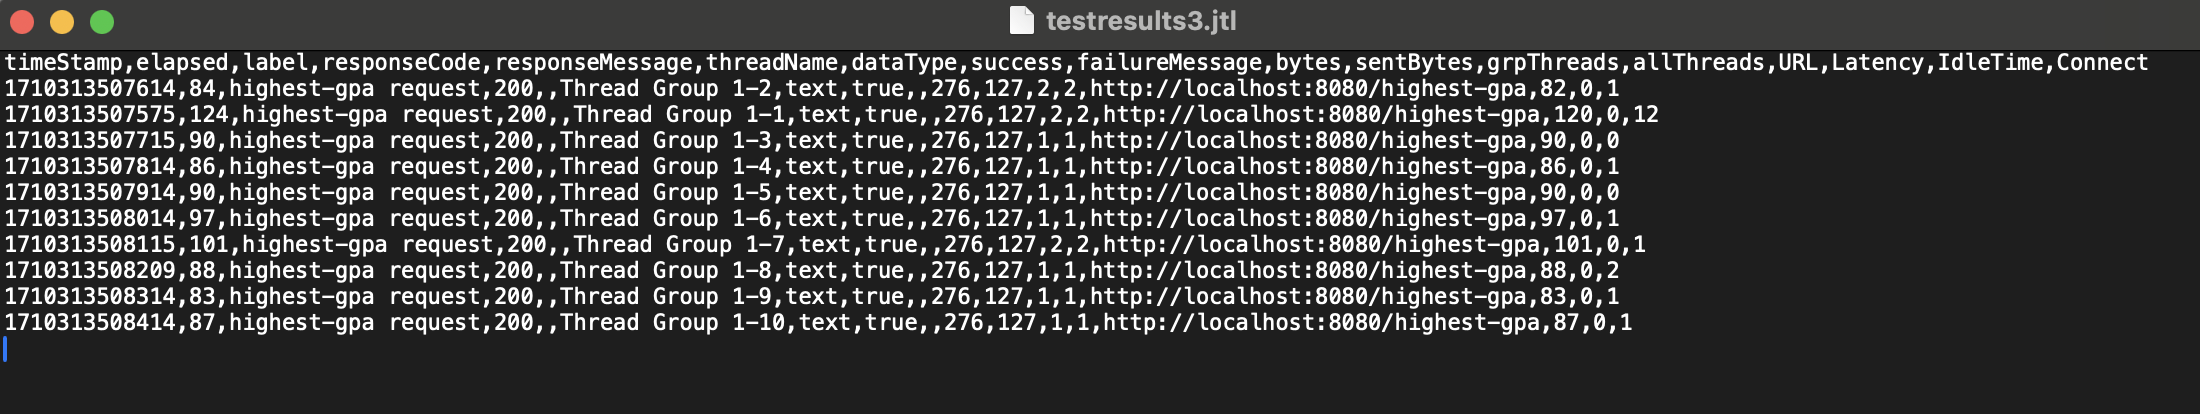 testresults3.jtl
timeStamp,elapsed,label,responseCode,responseMessage,threadName,dataType,success,failureMessage,bytes,sentBytes,grpThreads,allThreads,URL,Latency,IdleTime,Connect
1710313507614,84,highest-gpa request,200,,Thread Group 1-2,text,true,,276,127,2,2,http://localhost:8080/highest-gpa,82,0,1
1710313507575,124,highest-gpa request,200,,Thread Group 1-1,text,true,,276,127,2,2,http://localhost:8080/highest-gpa,120,0,12
1710313507715,90,highest-gpa request,200,,Thread Group 1-3,text,true,,276,127,1,1,http://localhost:8080/highest-gpa,90,0,0
1710313507814,86,highest-gpa request,200,,Thread Group 1-4,text,true,,276,127,1,1,http://localhost:8080/highest-gpa,86,0,1
1710313507914,90,highest-gpa request,200,,Thread Group 1-5,text,true,,276,127,1,1,http://localhost:8080/highest-gpa,90,0,0
1710313508014,97,highest-gpa request,200,,Thread Group 1-6,text,true,,276,127,1,1,http://localhost:8080/highest-gpa,97,0,1
1710313508115,101,highest-gpa request,200,,Thread Group 1-7,text,true,,276,127,2,2,http://localhost:8080/highest-gpa,101,0,1
1710313508209,88,highest-gpa request,200,,Thread Group 1-8,text,true,,276,127,1,1,http://localhost:8080/highest-gpa,88,0,2
1710313508314,83,highest-gpa request,200,,Thread Group 1-9,text,true,,276,127,1,1,http://localhost:8080/highest-gpa,83,0,1
1710313508414,87,highest-gpa request,200,,Thread Group 1-10,text,true,,276,127,1,1,http://localhost:8080/highest-gpa,87,0,1